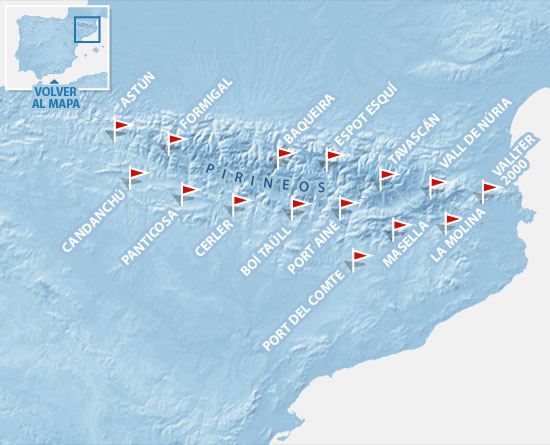 VOLVER
AL MAPA
ASTÚN
FORMIGAL
BAQUEIRA
ESPOT ESQUÍ
TAVASCÁN
VALL DE NÚRIA
VALLTER
2000
PIRINEOS
CANDANCHÚ
PANTICOSA
CERLER
BOÍ TAÜLL
PORT AINÉ
PORT DEL COMTE
MASELLA
LA MOLINA